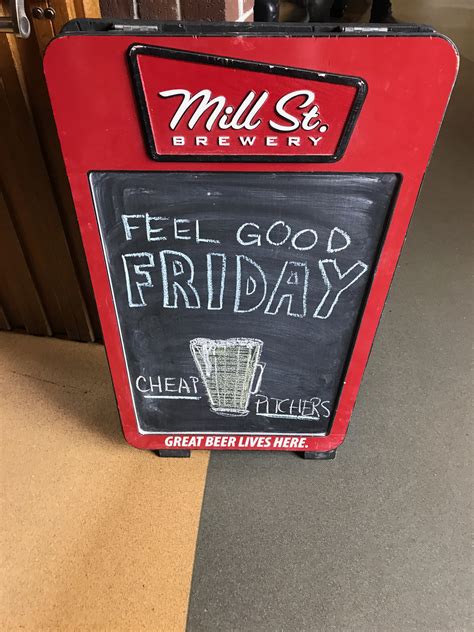 Mill St.
BREWERY
FEEL GOOD
FRIDAY
CHEAP PITCHERS
GREAT BEER LIVES HERE.